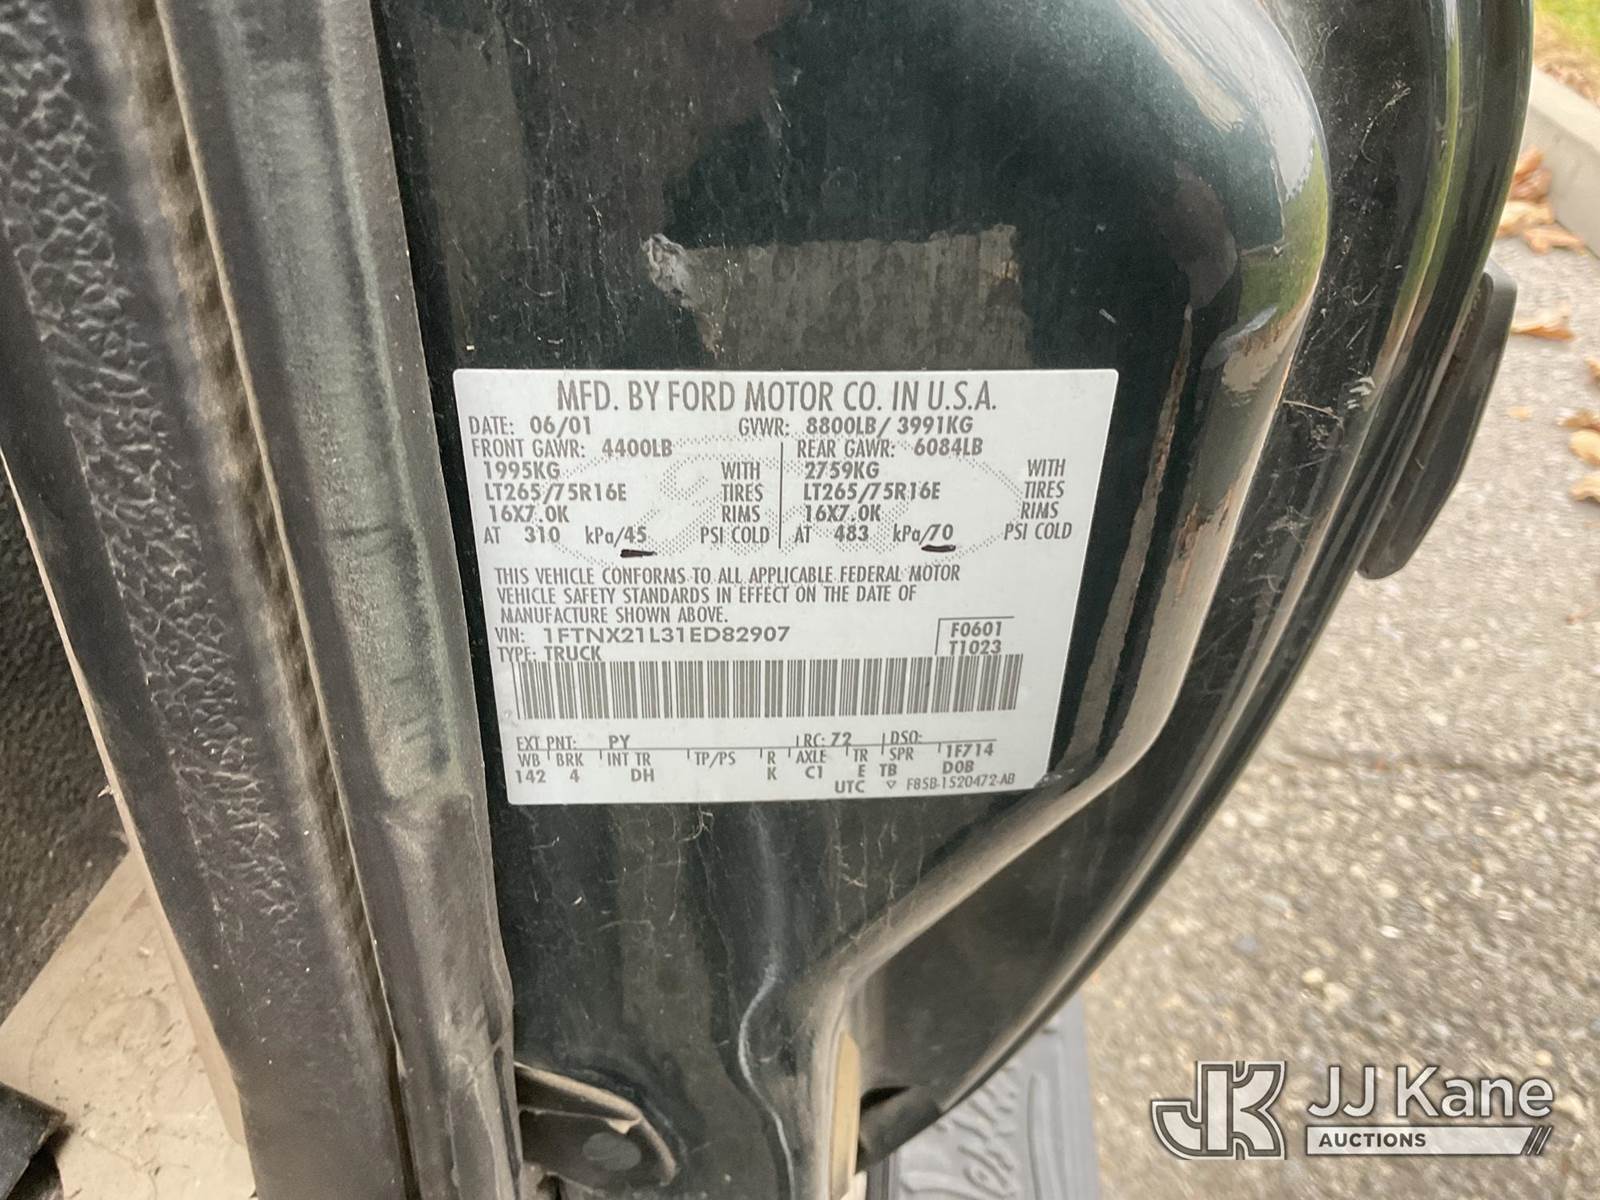 MFD. BY FORD MOTOR CO. IN U.S.A.
DATE: 06/01 GVWR: 8800LB/ 3991KG
FRONT GAWR: 4400LB REAR GAWR: 6084LB
1995KG WITH 2759KG WITH
LT265/75R16E TIRES LT265/75R16E TIRES
16X7.0K RIMS 16X7.0K RIMS
AT 310 kPa/45 PSI COLD AT 483 kPa/70 PSI COLD
THIS VEHICLE CONFORMS TO ALL APPLICABLE FEDERAL MOTOR
VEHICLE SAFETY STANDARDS IN EFFECT ON THE DATE OF
MANUFACTURE SHOWN ABOVE.
VIN: 1FTNX21L31ED82907 F0601
TYPE: TRUCK T1023
EXT PNT: PY RC: 72 DSO:
WB BRK INT TR TP/PS R AXLE TR SPR 1F714
142 4 DH K C1 E TB D0B
UTC F85B-1520472-AB
JK JJ Kane
AUCTIONS